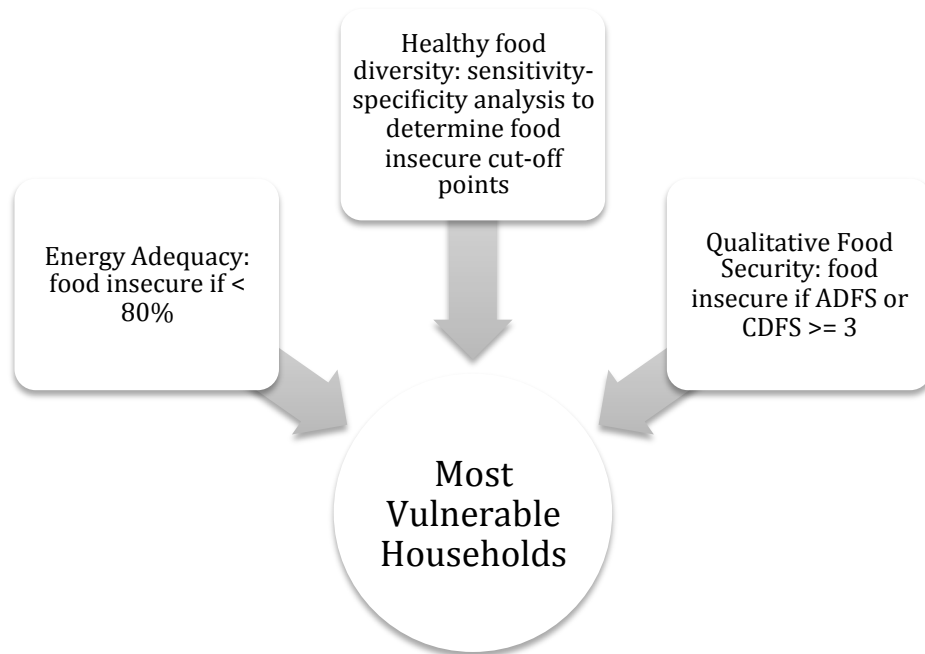 Healthy food
diversity: sensitivity-
specificity analysis to
determine food
insecure cut-off
points
Energy Adequacy:
food insecure if <
80%
Qualitative Food
Security: food
insecure if ADFS or
CDFS >= 3
Most
Vulnerable
Households